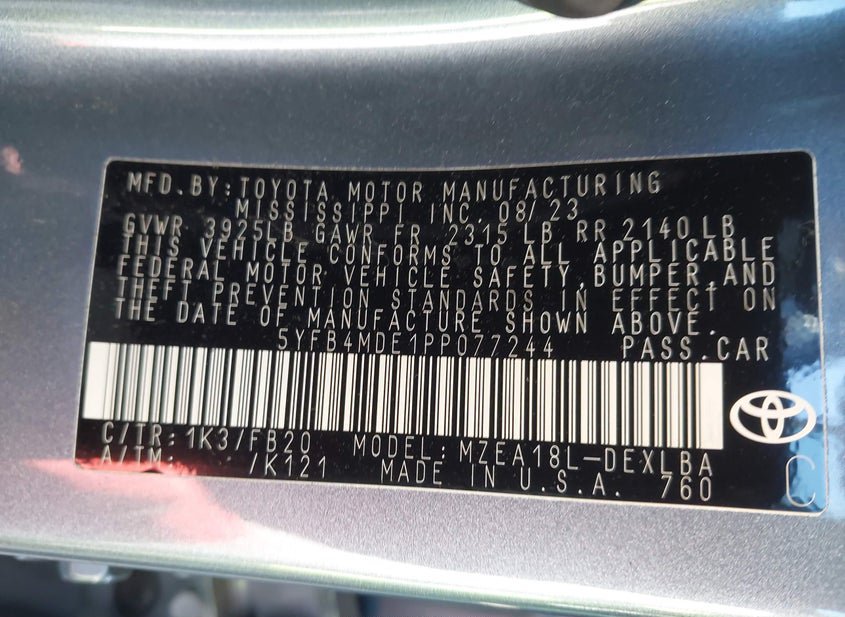 MFD.BY:TOYOTA MOTOR MANUFACTURING
MISSISSIPPI INC. 08/23
GVWR 3925LB GAWR FR 2315 LB RR 2140 LB
THIS VEHICLE CONFORMS TO ALL APPLICABLE
FEDERAL MOTOR VEHICLE SAFETY,BUMPER,AND
THEFT PREVENTION STANDARDS IN EFFECT ON
THE DATE OF MANUFACTURE SHOWN ABOVE.
5YFB4MDE1PP077244 PASS.CAR
C/TR:1K3/FB20 MODEL:MZEA18L-DEXLBA
A/TM: /K121 MADE IN U.S.A. 760
C